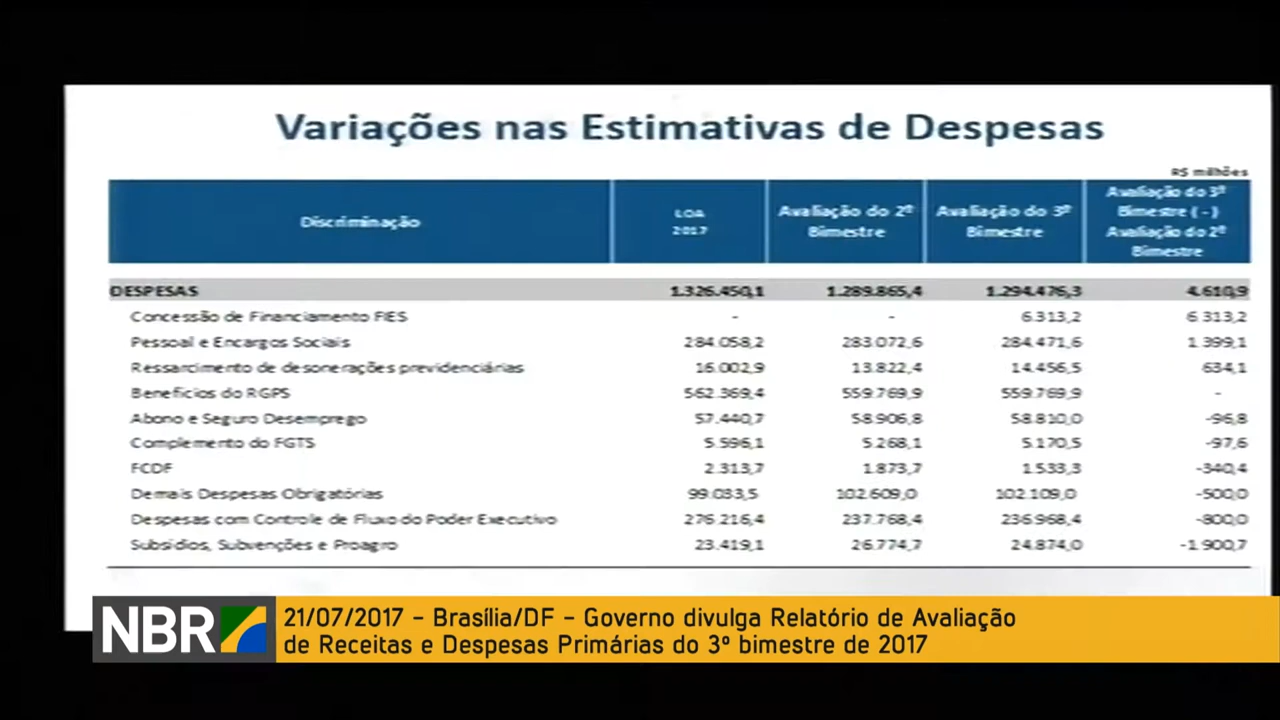 Variações nas Estimativas de Despesas
R$ milhões
Discriminação LOA 2017 Avaliação do 2º Bimestre Avaliação do 3º Bimestre Avaliação do 3º Bimestre ( - ) Avaliação do 2º Bimestre
DESPESAS 1.326.450,1 1.289.865,4 1.294.476,3 4.610,9
Concessão de Financiamento FIES - - 6.313,2 6.313,2
Pessoal e Encargos Sociais 284.058,2 283.072,6 284.471,6 1.399,1
Ressarcimento de desonerações previdenciárias 16.002,9 13.822,4 14.456,5 634,1
Benefícios do RGPS 562.369,4 559.769,9 559.769,9 -
Abono e Seguro Desemprego 57.440,7 58.906,8 58.810,0 -96,8
Complemento do FGTS 5.596,1 5.268,1 5.170,5 -97,6
FCDF 2.313,7 1.873,7 1.533,3 -340,4
Demais Despesas Obrigatórias 99.033,5 102.609,0 102.109,0 -500,0
Despesas com Controle de Fluxo do Poder Executivo 276.216,4 237.768,4 236.968,4 -800,0
Subsídios, Subvenções e Proagro 23.419,1 26.774,7 24.874,0 -1.900,7
NBR
21/07/2017 – Brasília/DF – Governo divulga Relatório de Avaliação
de Receitas e Despesas Primárias do 3º bimestre de 2017